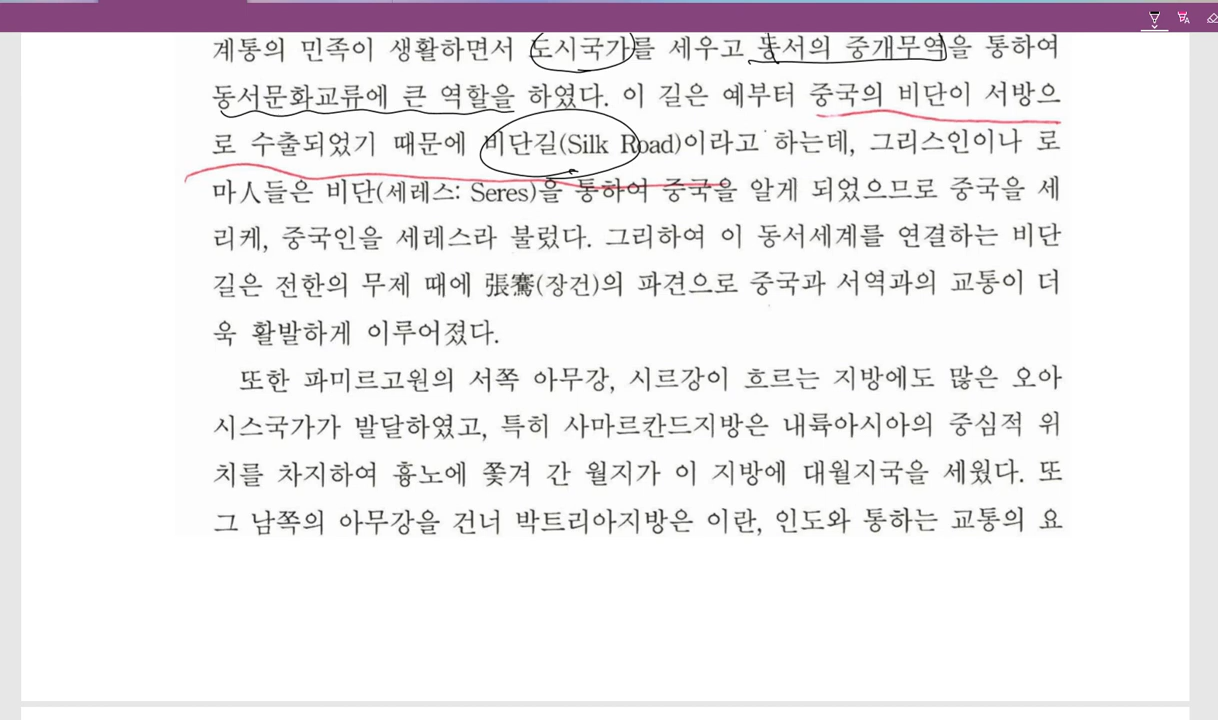 계통의 민족이 생활하면서 도시국가를 세우고 동서의 중개무역을 통하여
동서문화교류에 큰 역할을 하였다. 이 길은 예부터 중국의 비단이 서방으
로 수출되었기 때문에 비단길(Silk Road)이라고 하는데, 그리스인이나 로
마人들은 비단(세레스: Seres)을 통하여 중국을 알게 되었으므로 중국을 세
리케, 중국인을 세레스라 불렀다. 그리하여 이 동서세계를 연결하는 비단
길은 전한의 무제 때에 張騫(장건)의 파견으로 중국과 서역과의 교통이 더
욱 활발하게 이루어졌다.
또한 파미르고원의 서쪽 아무강, 시르강이 흐르는 지방에도 많은 오아
시스국가가 발달하였고, 특히 사마르칸드지방은 내륙아시아의 중심적 위
치를 차지하여 흉노에 쫓겨 간 월지가 이 지방에 대월지국을 세웠다. 또
그 남쪽의 아무강을 건너 박트리아지방은 이란, 인도와 통하는 교통의 요